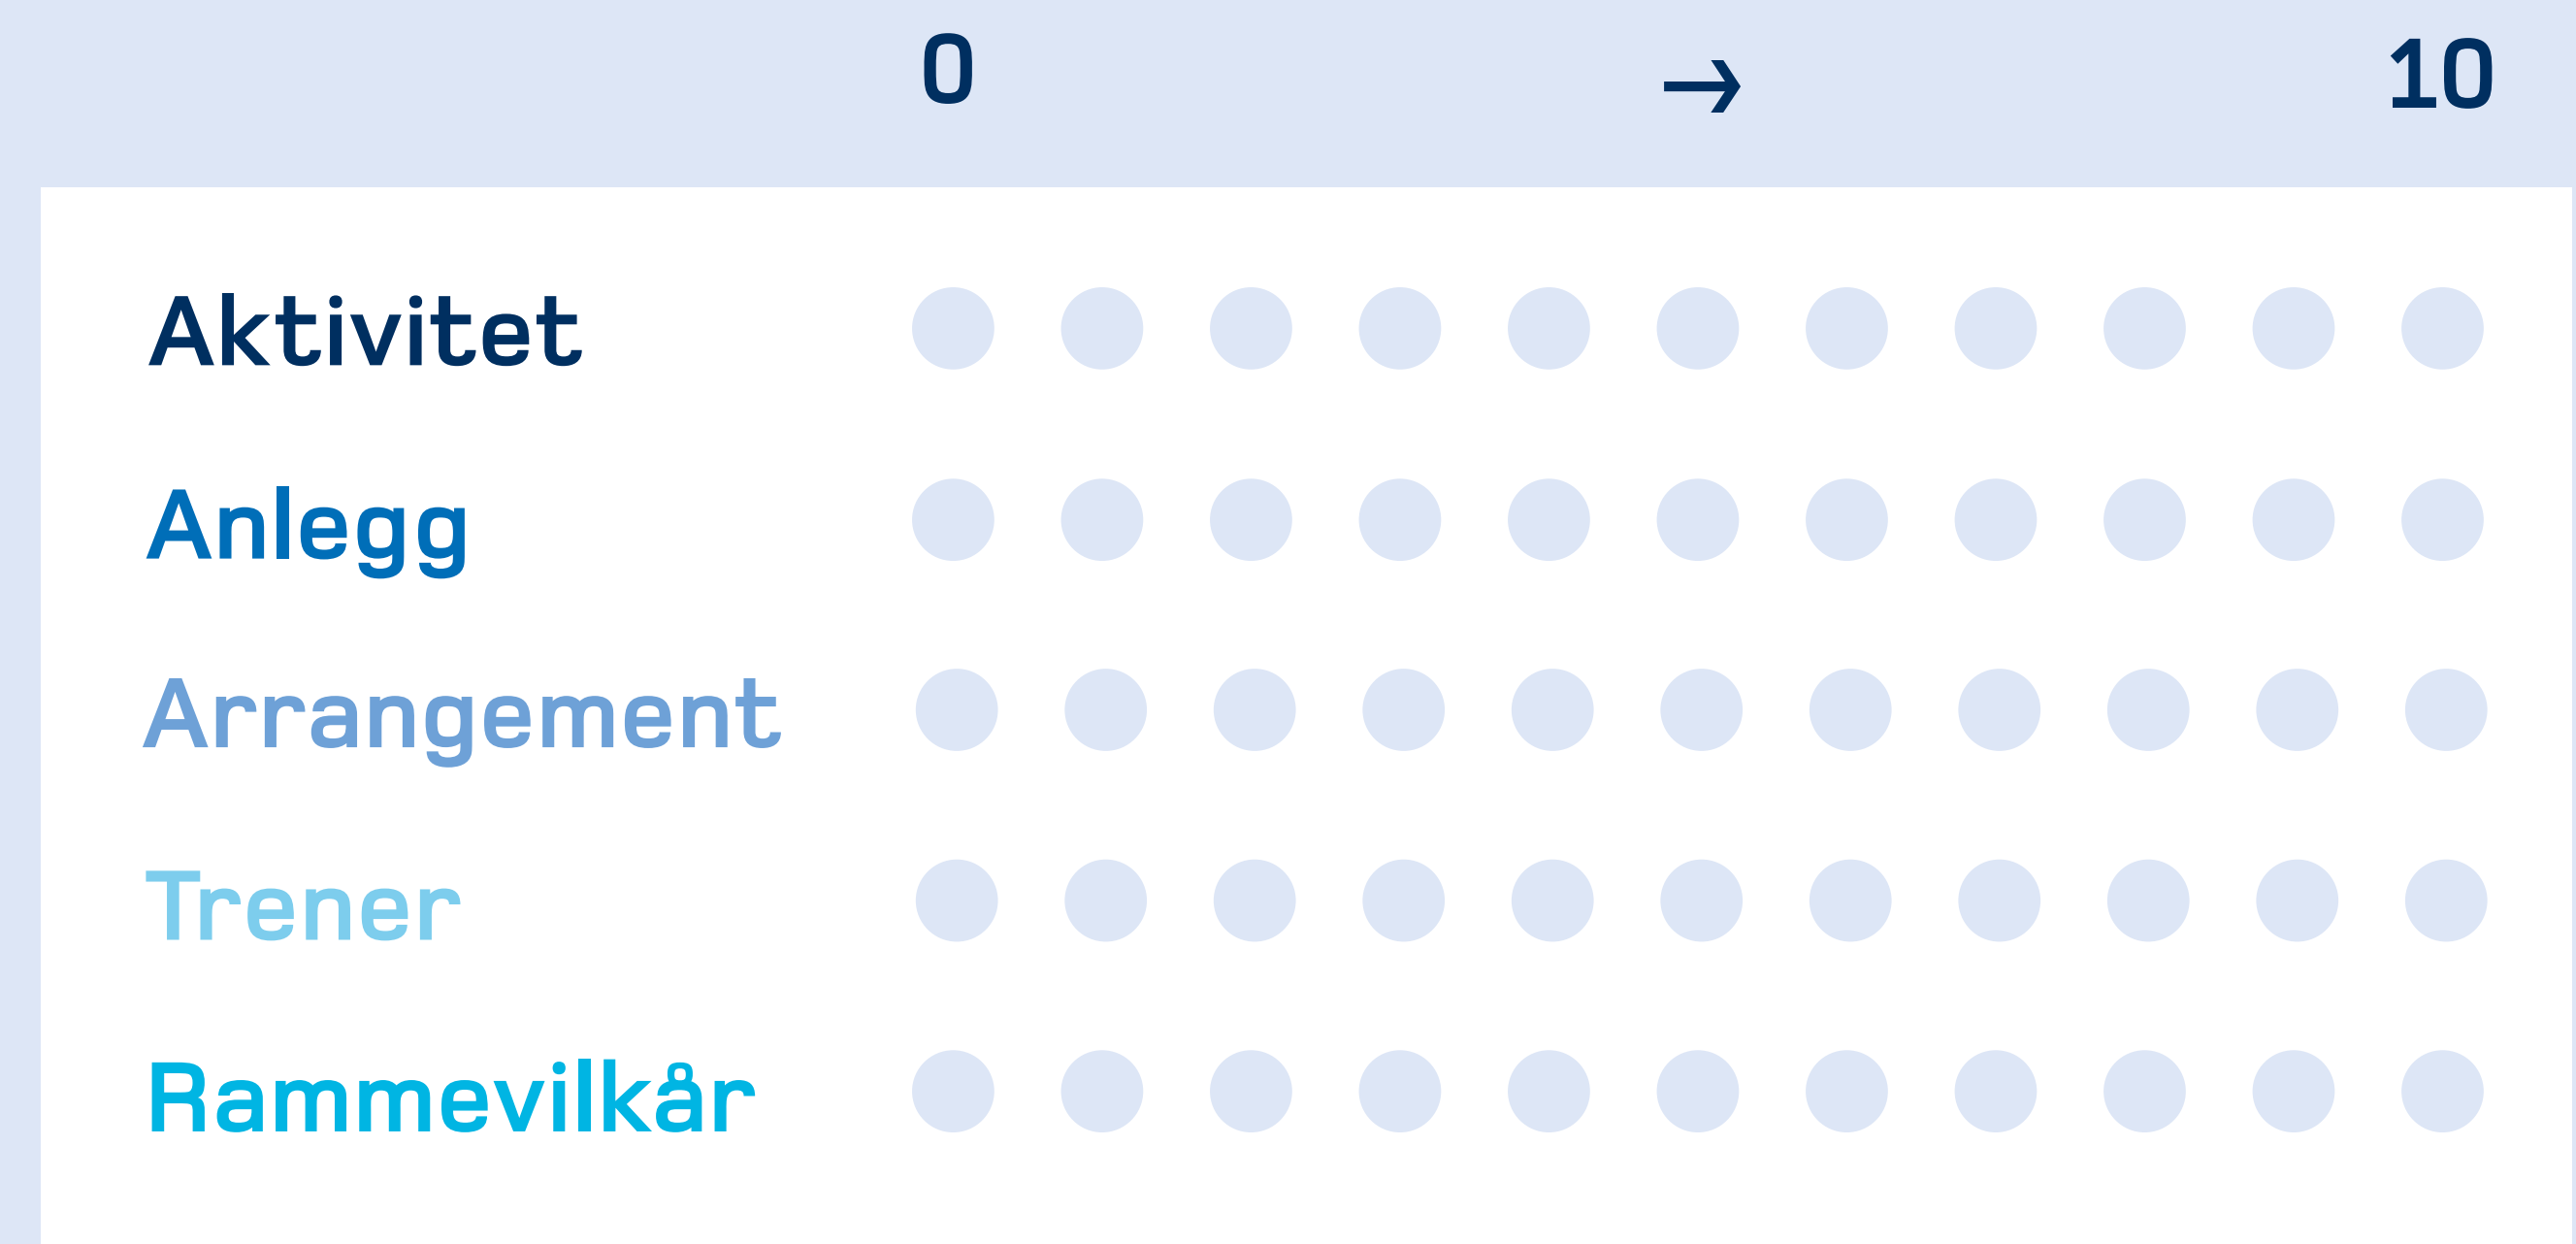 0 → 10
Aktivitet
Anlegg
Arrangement
Trener
Rammevilkår